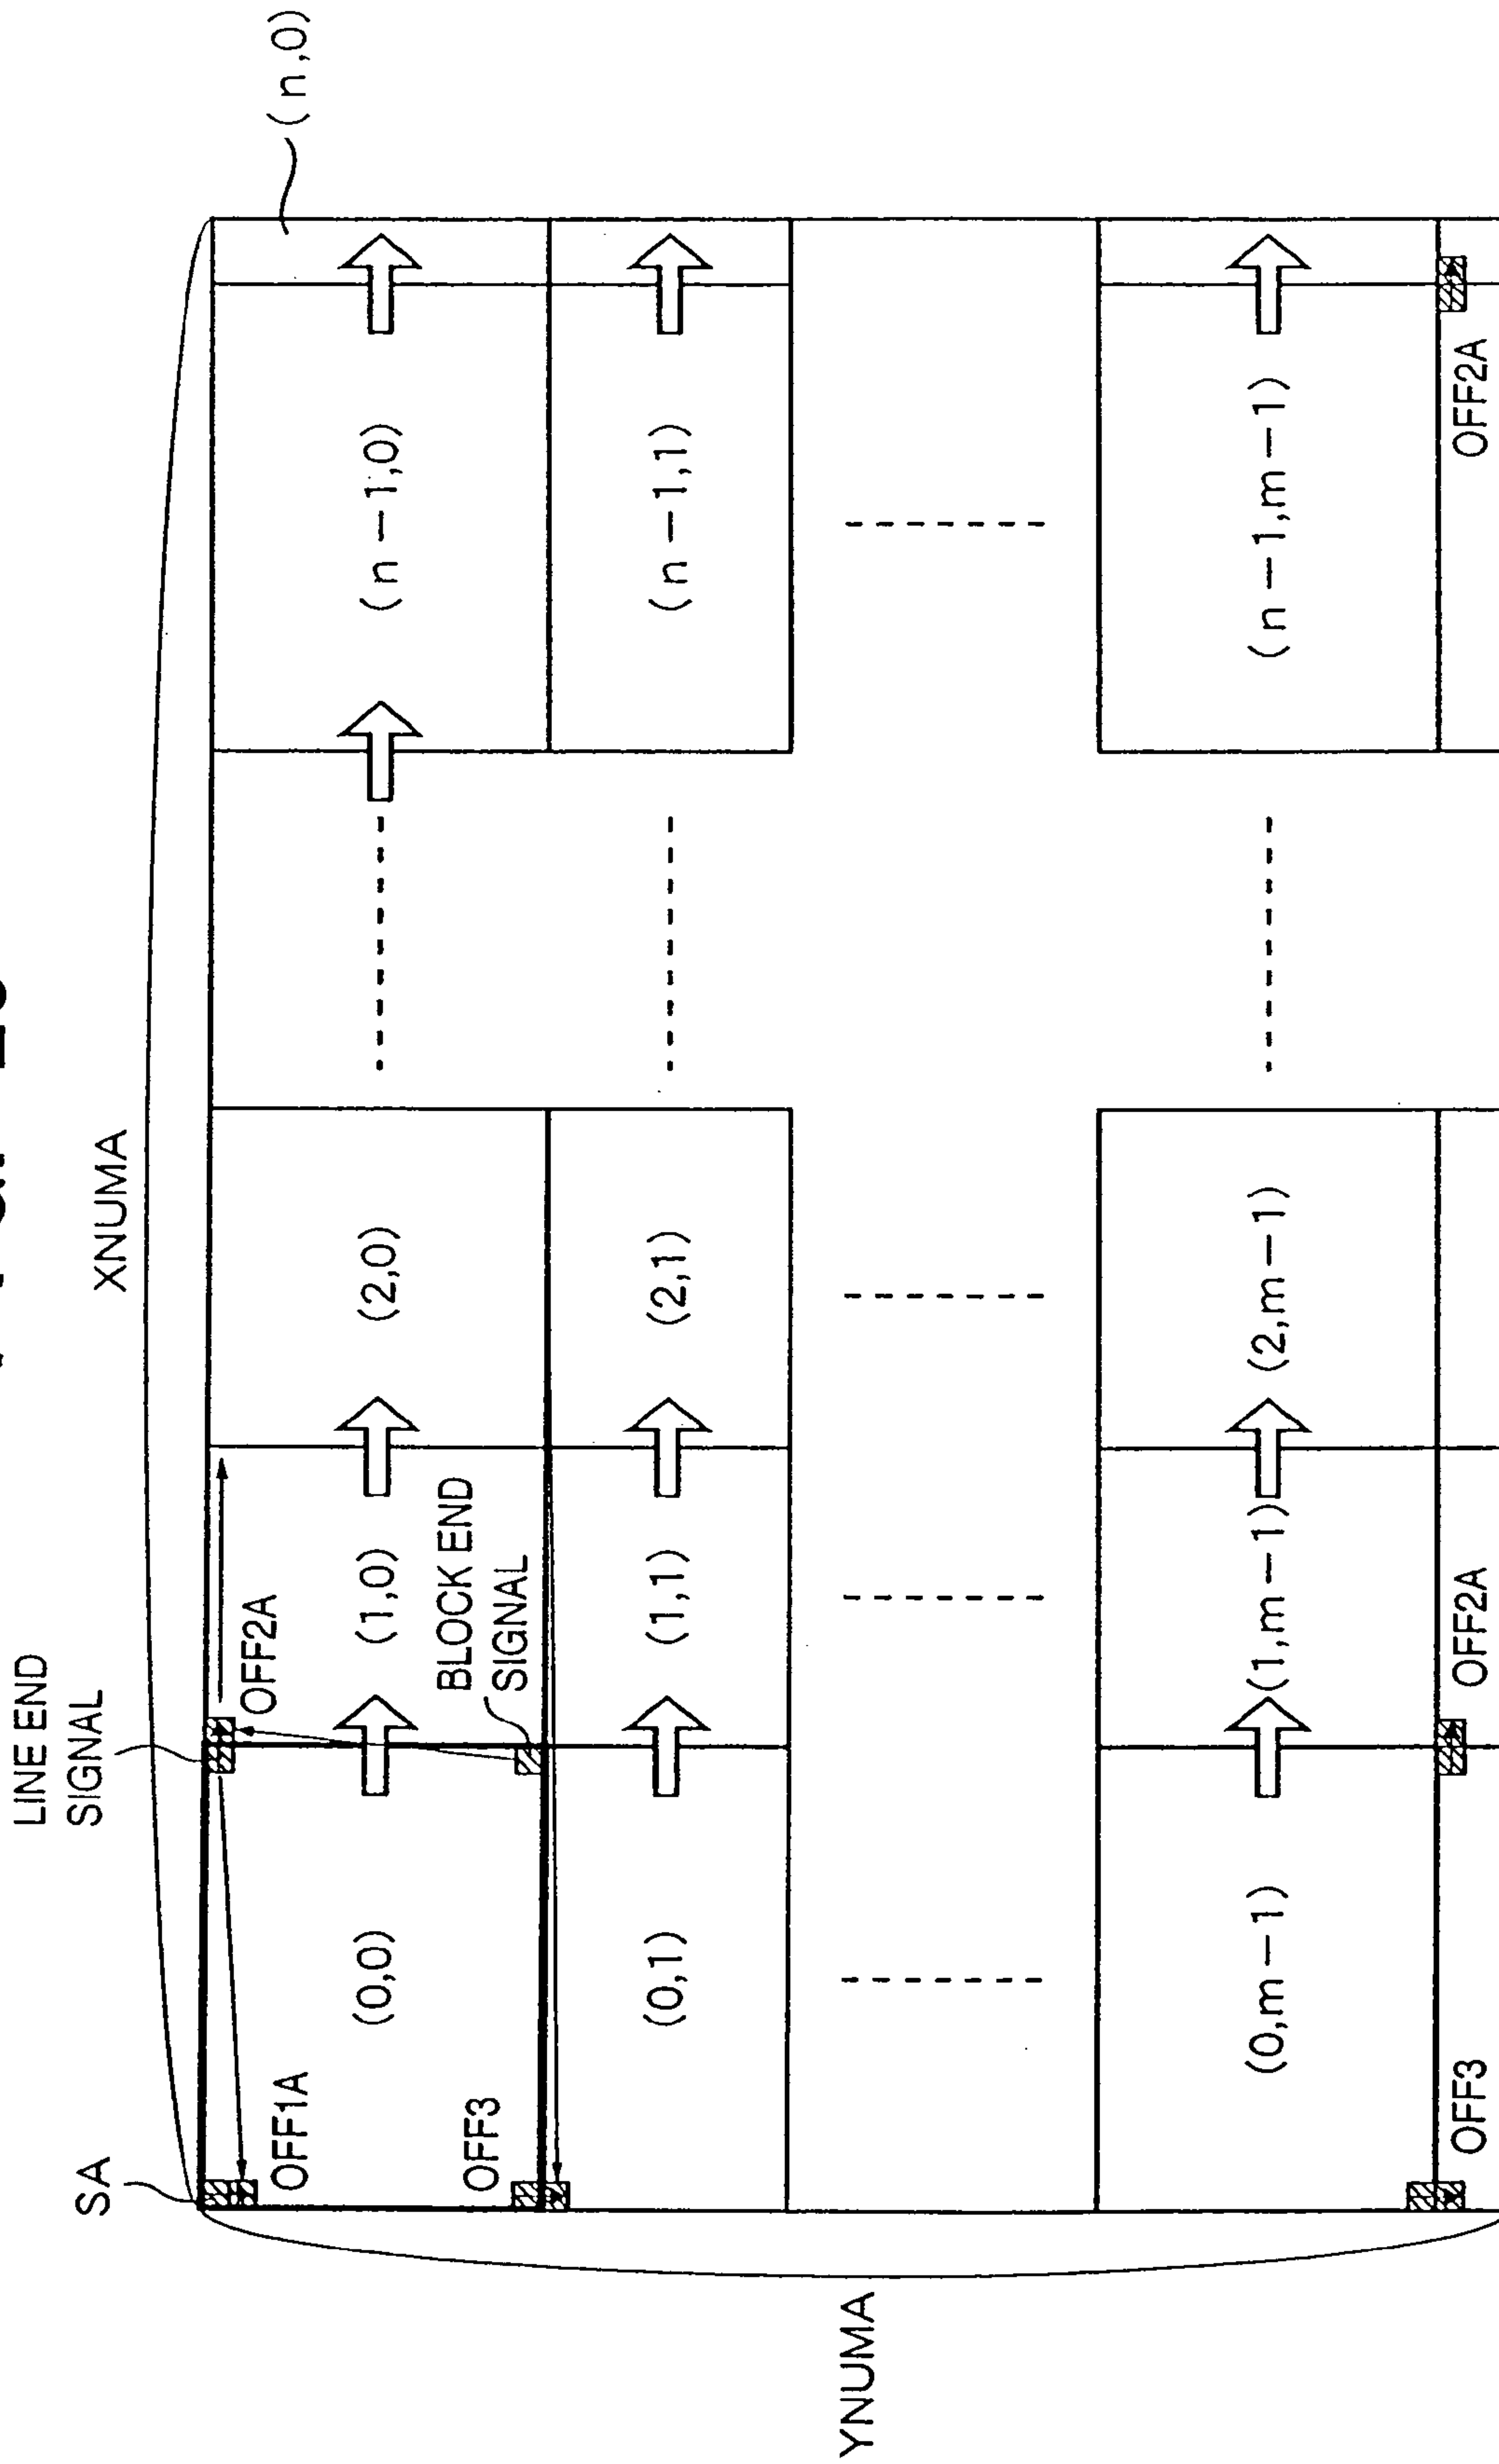 XNUMA
LINE END
SIGNAL
SA
OFF2A
OFF1A
(n,0)
(0,0)
(1,0)
(2,0)
(n-1,0)
BLOCK END
SIGNAL
OFF3
(0,1)
(1,1)
(2,1)
(n-1,1)
YNUMA
(0,m-1)
(1,m-1)
(2,m-1)
(n-1,m-1)
OFF3
OFF2A
OFF2A